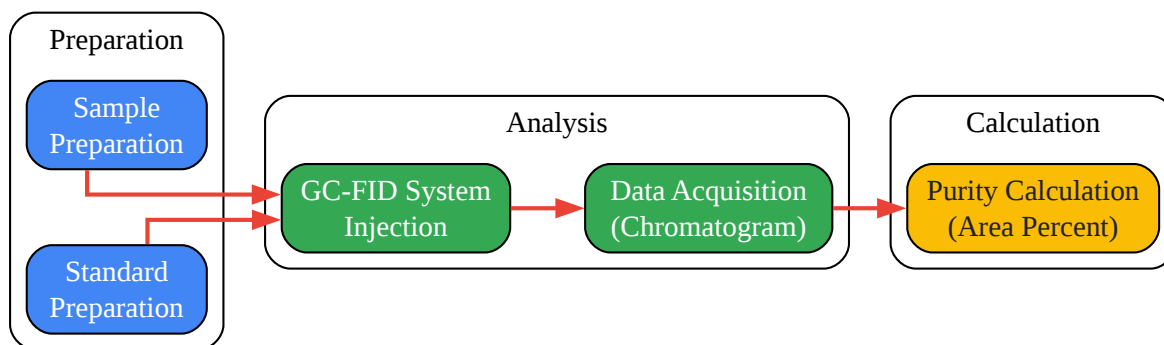 Preparation
Sample
Preparation
Standard
Preparation
Analysis
GC-FID System
Injection
Data Acquisition
(Chromatogram)
Calculation
Purity Calculation
(Area Percent)